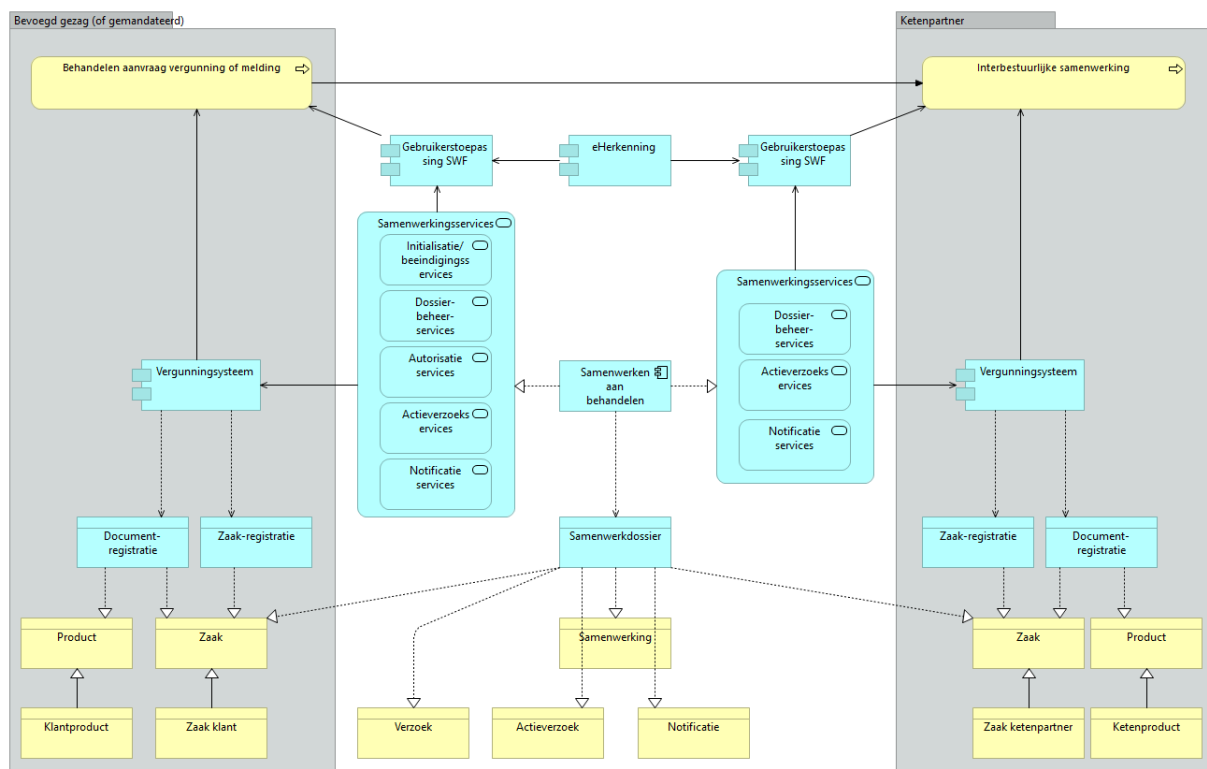 Bevoegd gezag (of gemandateerd)
Ketenpartner
Behandelen aanvraag vergunning of melding
Interbestuurlijke samenwerking
Gebruikerstoepas
sing SWF
eHerkenning
Gebruikerstoepas
sing SWF
Samenwerkingsservices
Initialisatie/
beeindigingss
ervices
Dossier-
beheer-
services
Autorisatie
services
Actieverzoeks
ervices
Notificatie
services
Samenwerkingsservices
Dossier-
beheer-
services
Actieverzoeks
ervices
Notificatie
services
Vergunningsysteem
Samenwerken
aan
behandelen
Vergunningsysteem
Document-
registratie
Zaak-registratie
Samenwerkdossier
Zaak-registratie
Document-
registratie
Product
Zaak
Samenwerking
Zaak
Product
Klantproduct
Zaak klant
Verzoek
Actieverzoek
Notificatie
Zaak ketenpartner
Ketenproduct